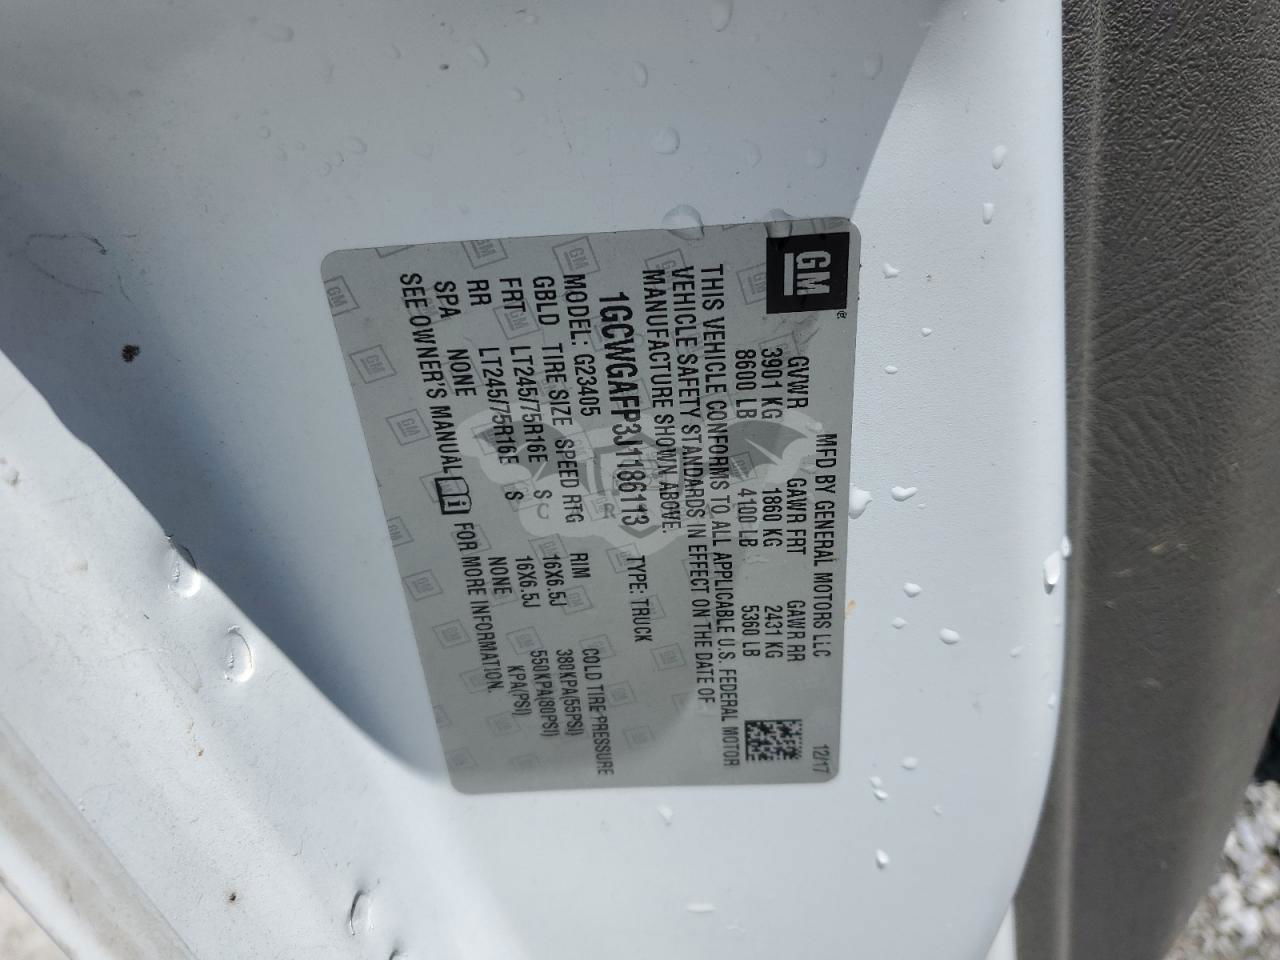 GM
MFD BY GENERAL MOTORS LLC 12/17
GVWR GAWR FRT GAWR RR
3901 KG 1860 KG 2431 KG
8600 LB 4100 LB 5360 LB
THIS VEHICLE CONFORMS TO ALL APPLICABLE U.S. FEDERAL MOTOR
VEHICLE SAFETY STANDARDS IN EFFECT ON THE DATE OF
MANUFACTURE SHOWN ABOVE.
1GCWGAFP3J1186113 TYPE: TRUCK
MODEL: G23405
GBLD TIRE SIZE SPEED RTG RIM COLD TIRE PRESSURE
FRT LT245/75R16E S 16X6.5J 380KPA(55PSI)
RR LT245/75R16E S 16X6.5J 550KPA(80PSI)
SPA NONE NONE KPA(PSI)
SEE OWNER'S MANUAL i FOR MORE INFORMATION.